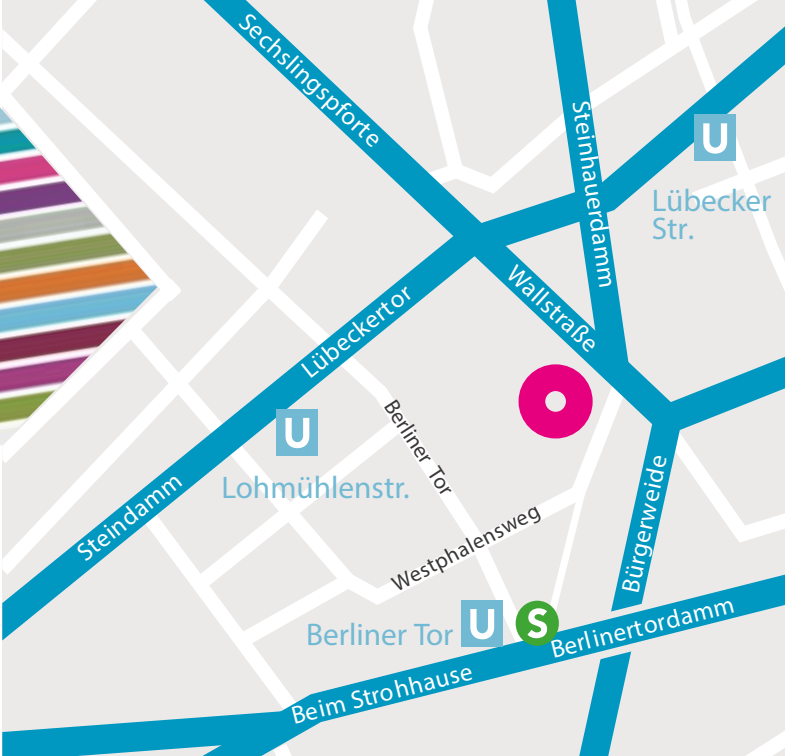 Sechslingspforte
Steinhauerdamm
U
Lübecker
Str.
Wallstraße
Lübeckertor
Berliner Tor
U
Lohmühlenstr.
Steindamm
Westphalensweg
Bürgerweide
Berliner Tor U S
Berlinertordamm
Beim Strohhause